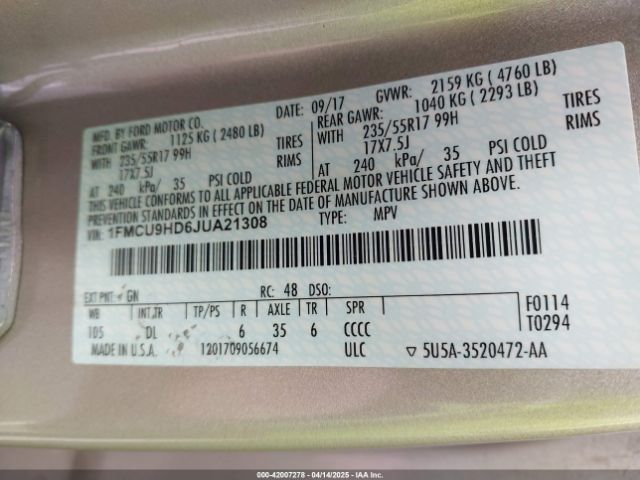 MFD. BY FORD MOTOR CO.
DATE: 09/17
GVWR: 2159 KG ( 4760 LB)
FRONT GAWR: 1125 KG ( 2480 LB)
REAR GAWR: 1040 KG ( 2293 LB)
WITH 235/55R17 99H TIRES
WITH 235/55R17 99H TIRES
17X7.5J RIMS
17X7.5J RIMS
AT 240 kPa/ 35 PSI COLD
AT 240 kPa/ 35 PSI COLD
THIS VEHICLE CONFORMS TO ALL APPLICABLE FEDERAL MOTOR VEHICLE SAFETY AND THEFT
PREVENTION STANDARDS IN EFFECT ON THE DATE OF MANUFACTURE SHOWN ABOVE.
VIN: 1FMCU9HD6JUA21308 TYPE: MPV
EXT PNT: GN RC: 48 DSO:
WB INT.TR TP/PS R AXLE TR SPR
105 DL 6 35 6 CCCC
F0114
T0294
MADE IN U.S.A. 1201709056674 ULC ▽ 5U5A-3520472-AA
000-42007278 - 04/14/2025 - IAA Inc.